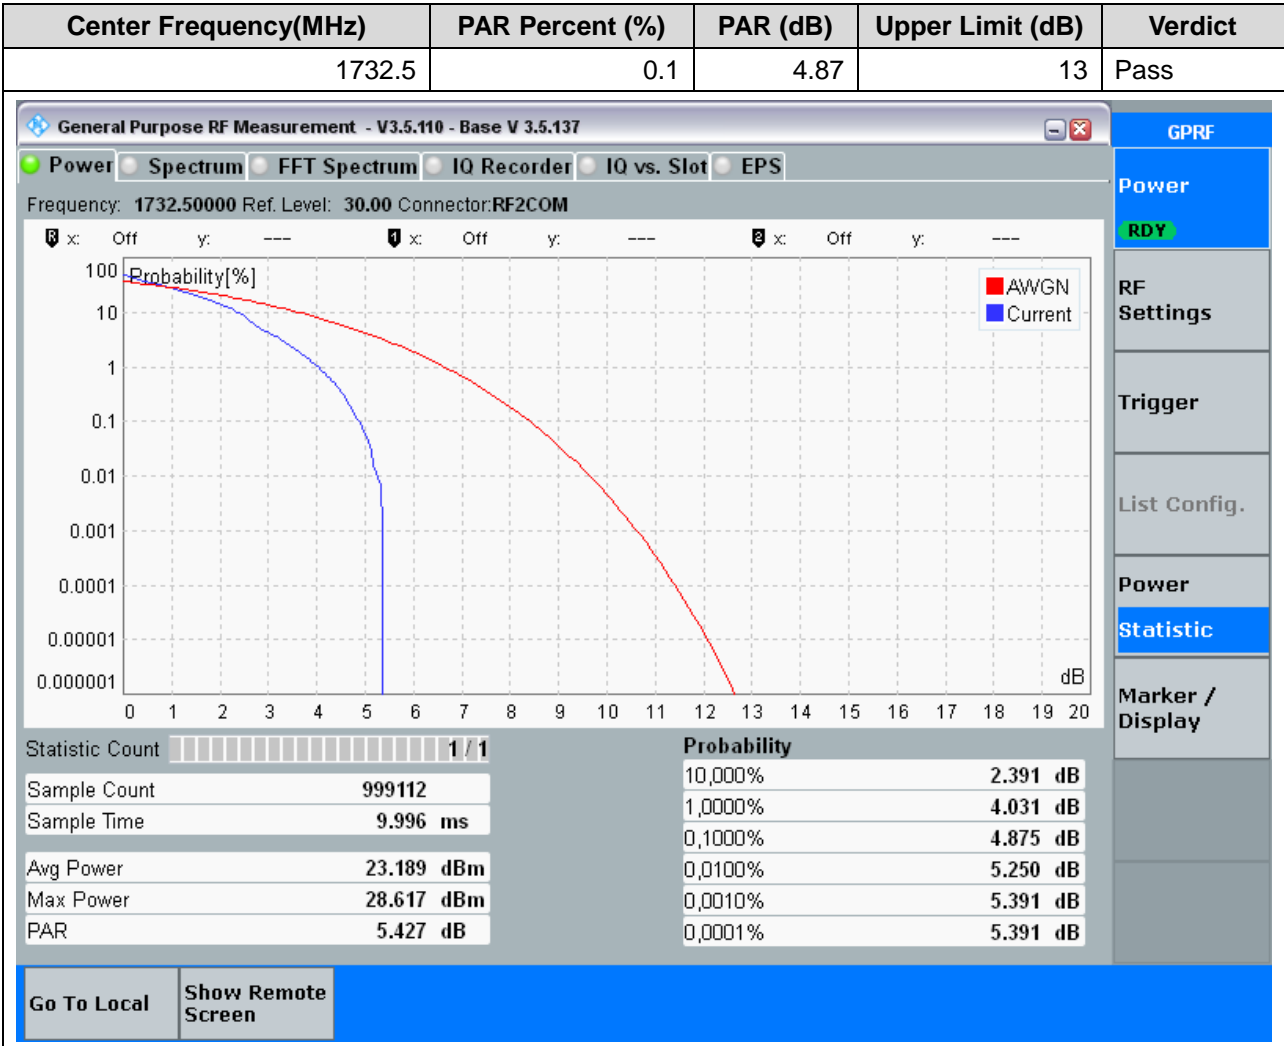 Center Frequency(MHz) PAR Percent (%) PAR (dB) Upper Limit (dB) Verdict
1732.5 0.1 4.87 13 Pass
General Purpose RF Measurement - V3.5.110 - Base V 3.5.137
GPRF
Power Spectrum FFT Spectrum IQ Recorder IQ vs. Slot EPS
Power
RDY
Frequency: 1732.50000 Ref. Level: 30.00 Connector:RF2COM
R x: Off y: --- 1 x: Off y: --- 2 x: Off y: ---
Probability[%]
AWGN
Current
100
10
1
0.1
0.01
0.001
0.0001
0.00001
0.000001
dB
0 1 2 3 4 5 6 7 8 9 10 11 12 13 14 15 16 17 18 19 20
RF
Settings
Trigger
List Config.
Power
Statistic
Marker /
Display
Statistic Count 1 / 1
Sample Count 999112
Sample Time 9.996 ms
Avg Power 23.189 dBm
Max Power 28.617 dBm
PAR 5.427 dB
Probability
10,000% 2.391 dB
1,0000% 4.031 dB
0,1000% 4.875 dB
0,0100% 5.250 dB
0,0010% 5.391 dB
0,0001% 5.391 dB
Go To Local
Show Remote
Screen